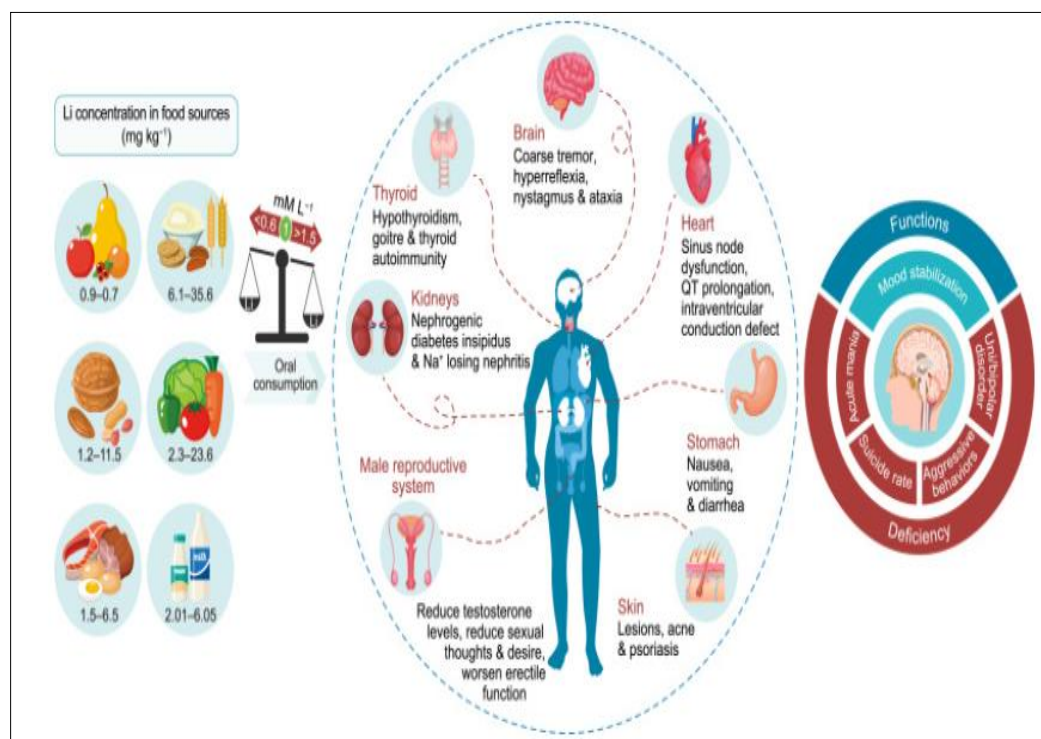 Li concentration in food sources
(mg kg⁻¹)
0.9–0.7
6.1–35.6
1.2–11.5
2.3–23.6
1.5–6.5
2.01–6.05
mM L⁻¹
<0.6 1 >1.5
Li
Li
Oral
consumption
Thyroid
Hypothyroidism,
goitre & thyroid
autoimmunity
Brain
Coarse tremor,
hyperreflexia,
nystagmus & ataxia
Heart
Sinus node
dysfunction,
QT prolongation,
intraventricular
conduction defect
Kidneys
Nephrogenic
diabetes insipidus
& Na⁺ losing nephritis
Stomach
Nausea,
vomiting
& diarrhea
Male reproductive
system
Reduce testosterone
levels, reduce sexual
thoughts & desire,
worsen erectile
function
Skin
Lesions, acne
& psoriasis
Functions
Mood stabilization
Acute mania
Uni/bipolar
disorder
Suicide rate
Aggressive
behaviors
Deficiency